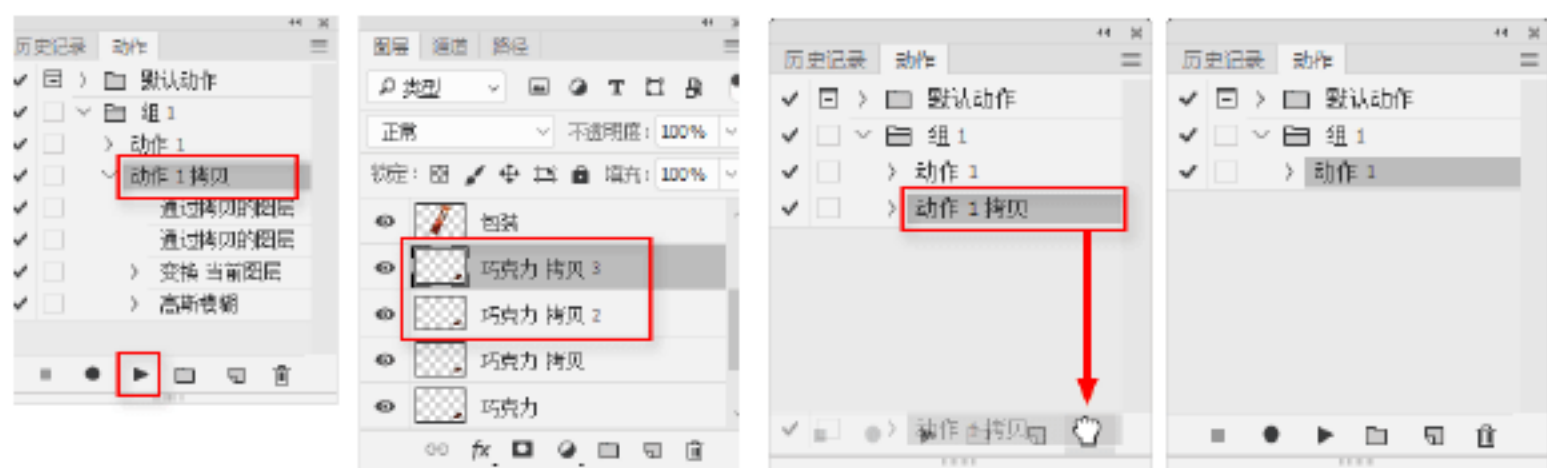 历史记录 动作
默认动作
组 1
动作 1
动作 1 拷贝
通过拷贝的图层
通过拷贝的图层
变换 当前图层
高斯模糊
图层 通道 路径
类型
正常 不透明度: 100%
锁定: 填充: 100%
包装
巧克力 拷贝 3
巧克力 拷贝 2
巧克力 拷贝
巧克力
fx
历史记录 动作
默认动作
组 1
动作 1
动作 1 拷贝
动作 1 拷贝
历史记录 动作
默认动作
组 1
动作 1